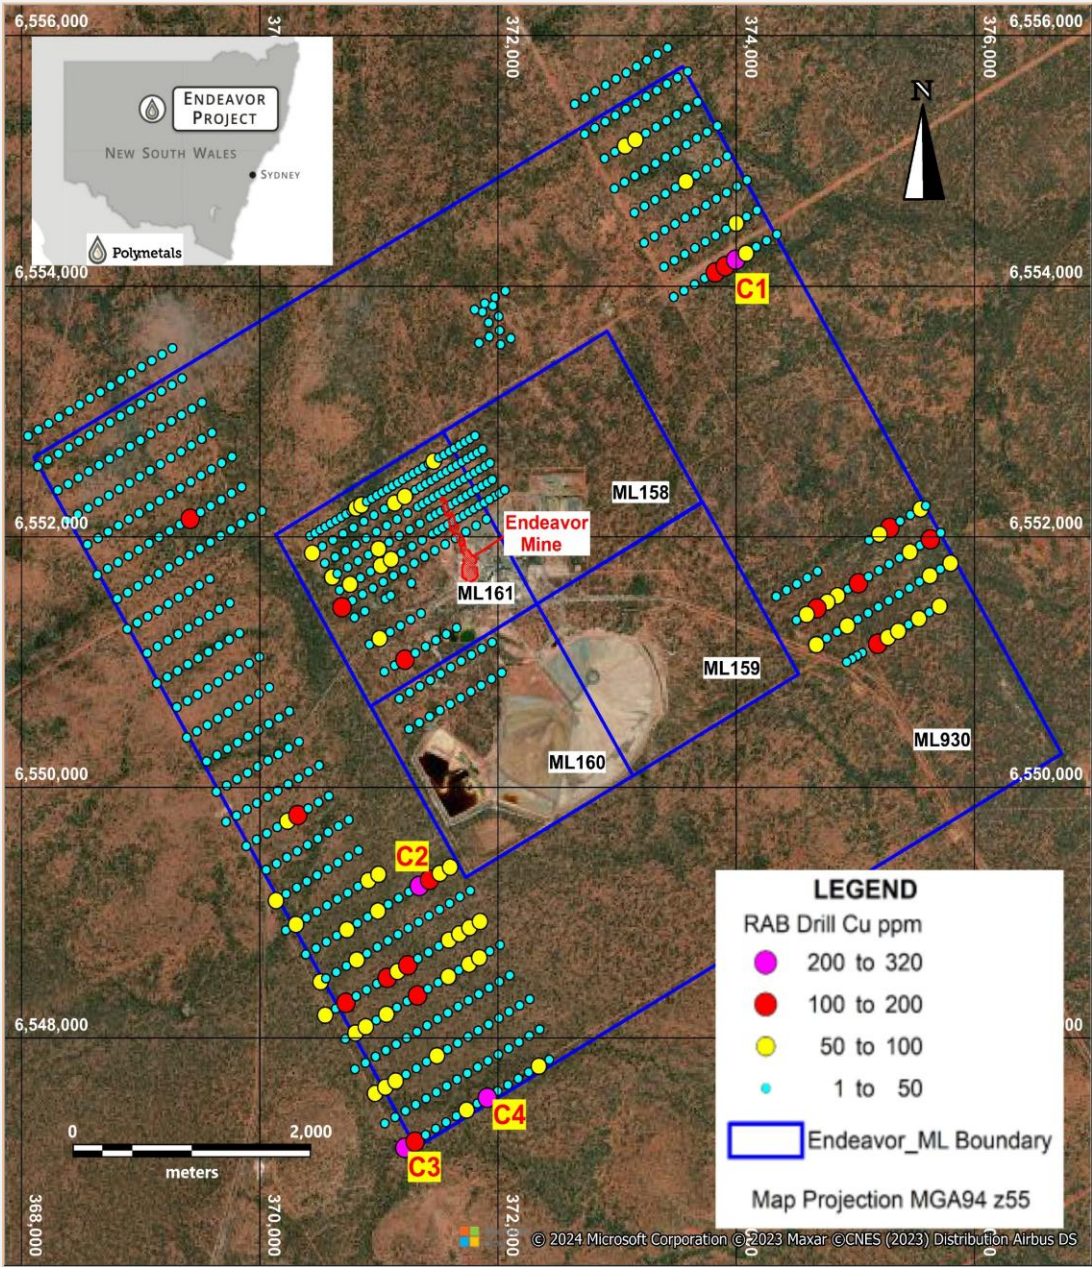 6,556,000
37
372,000
374,000
376,000
6,556,000
ENDEAVOR
PROJECT
NEW SOUTH WALES
SYDNEY
Polymetals
N
6,554,000
6,554,000
C1
6,552,000
6,552,000
ML158
Endeavor
Mine
ML161
ML159
ML930
ML160
6,550,000
6,550,000
C2
LEGEND
RAB Drill Cu ppm
200 to 320
100 to 200
50 to 100
1 to 50
Endeavor_ML Boundary
Map Projection MGA94 z55
6,548,000
00
C4
C3
0 2,000
meters
368,000
370,000
372,000
© 2024 Microsoft Corporation © 2023 Maxar ©CNES (2023) Distribution Airbus DS